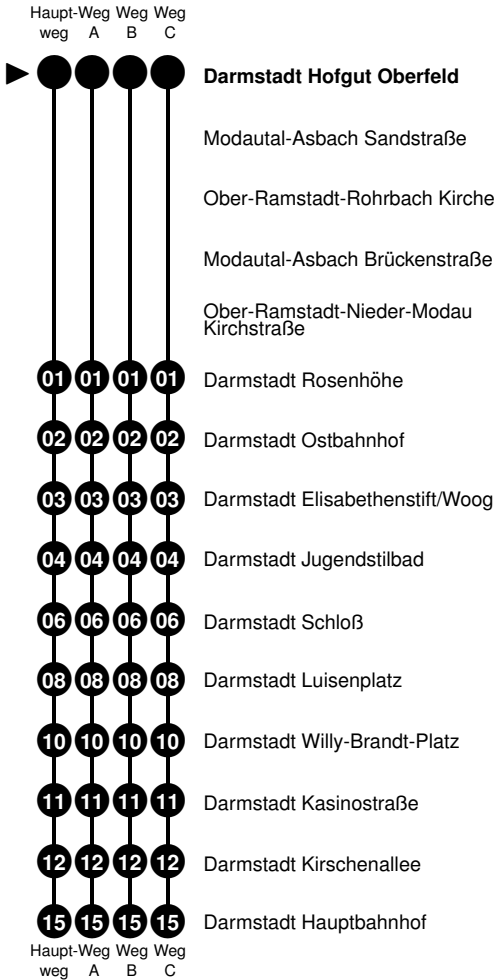 Haupt-Weg Weg Weg
weg A B C
Darmstadt Hofgut Oberfeld
Modautal-Asbach Sandstraße
Ober-Ramstadt-Rohrbach Kirche
Modautal-Asbach Brückenstraße
Ober-Ramstadt-Nieder-Modau
Kirchstraße
01 01 01 01 Darmstadt Rosenhöhe
02 02 02 02 Darmstadt Ostbahnhof
03 03 03 03 Darmstadt Elisabethenstift/Woog
04 04 04 04 Darmstadt Jugendstilbad
06 06 06 06 Darmstadt Schloß
08 08 08 08 Darmstadt Luisenplatz
10 10 10 10 Darmstadt Willy-Brandt-Platz
11 11 11 11 Darmstadt Kasinostraße
12 12 12 12 Darmstadt Kirschenallee
15 15 15 15 Darmstadt Hauptbahnhof
Haupt-Weg Weg Weg
weg A B C